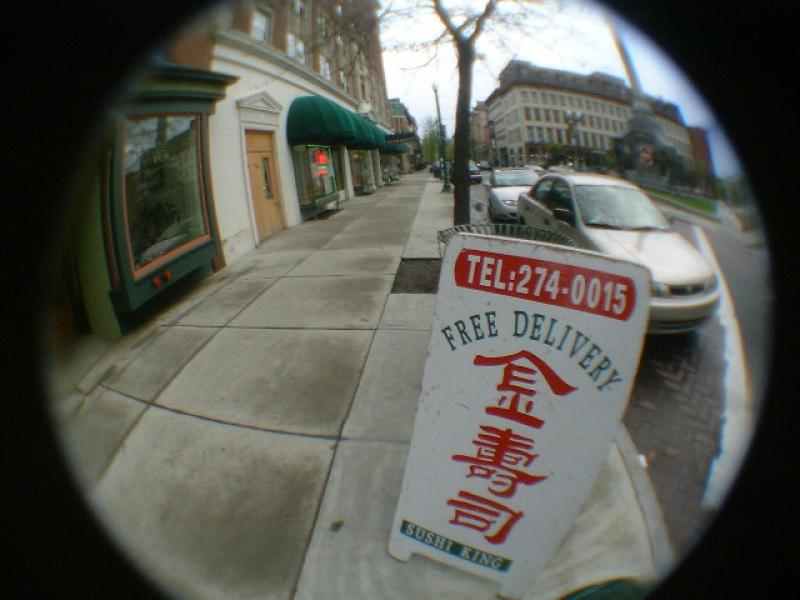 TEL:274-0015
FREE DELIVERY
金
壽
司
SUSHI KING